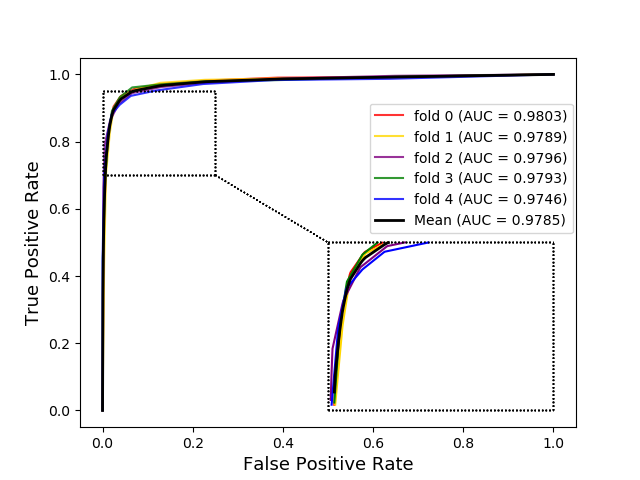 1.0
0.8
0.6
0.4
0.2
0.0
True Positive Rate
fold 0 (AUC = 0.9803)
fold 1 (AUC = 0.9789)
fold 2 (AUC = 0.9796)
fold 3 (AUC = 0.9793)
fold 4 (AUC = 0.9746)
Mean (AUC = 0.9785)
0.0 0.2 0.4 0.6 0.8 1.0
False Positive Rate